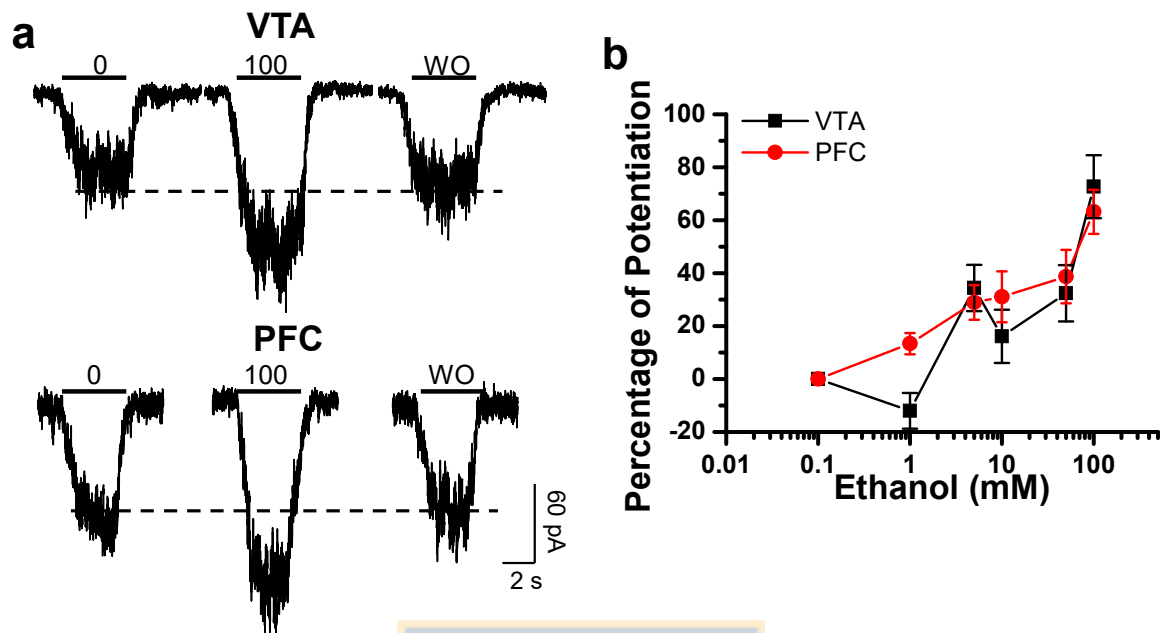 a
VTA
0 100 WO
PFC
0 100 WO
60 pA
2 s
b
VTA
PFC
Percentage of Potentiation
100
80
60
40
20
0
-20
0.01 0.1 1 10 100
Ethanol (mM)